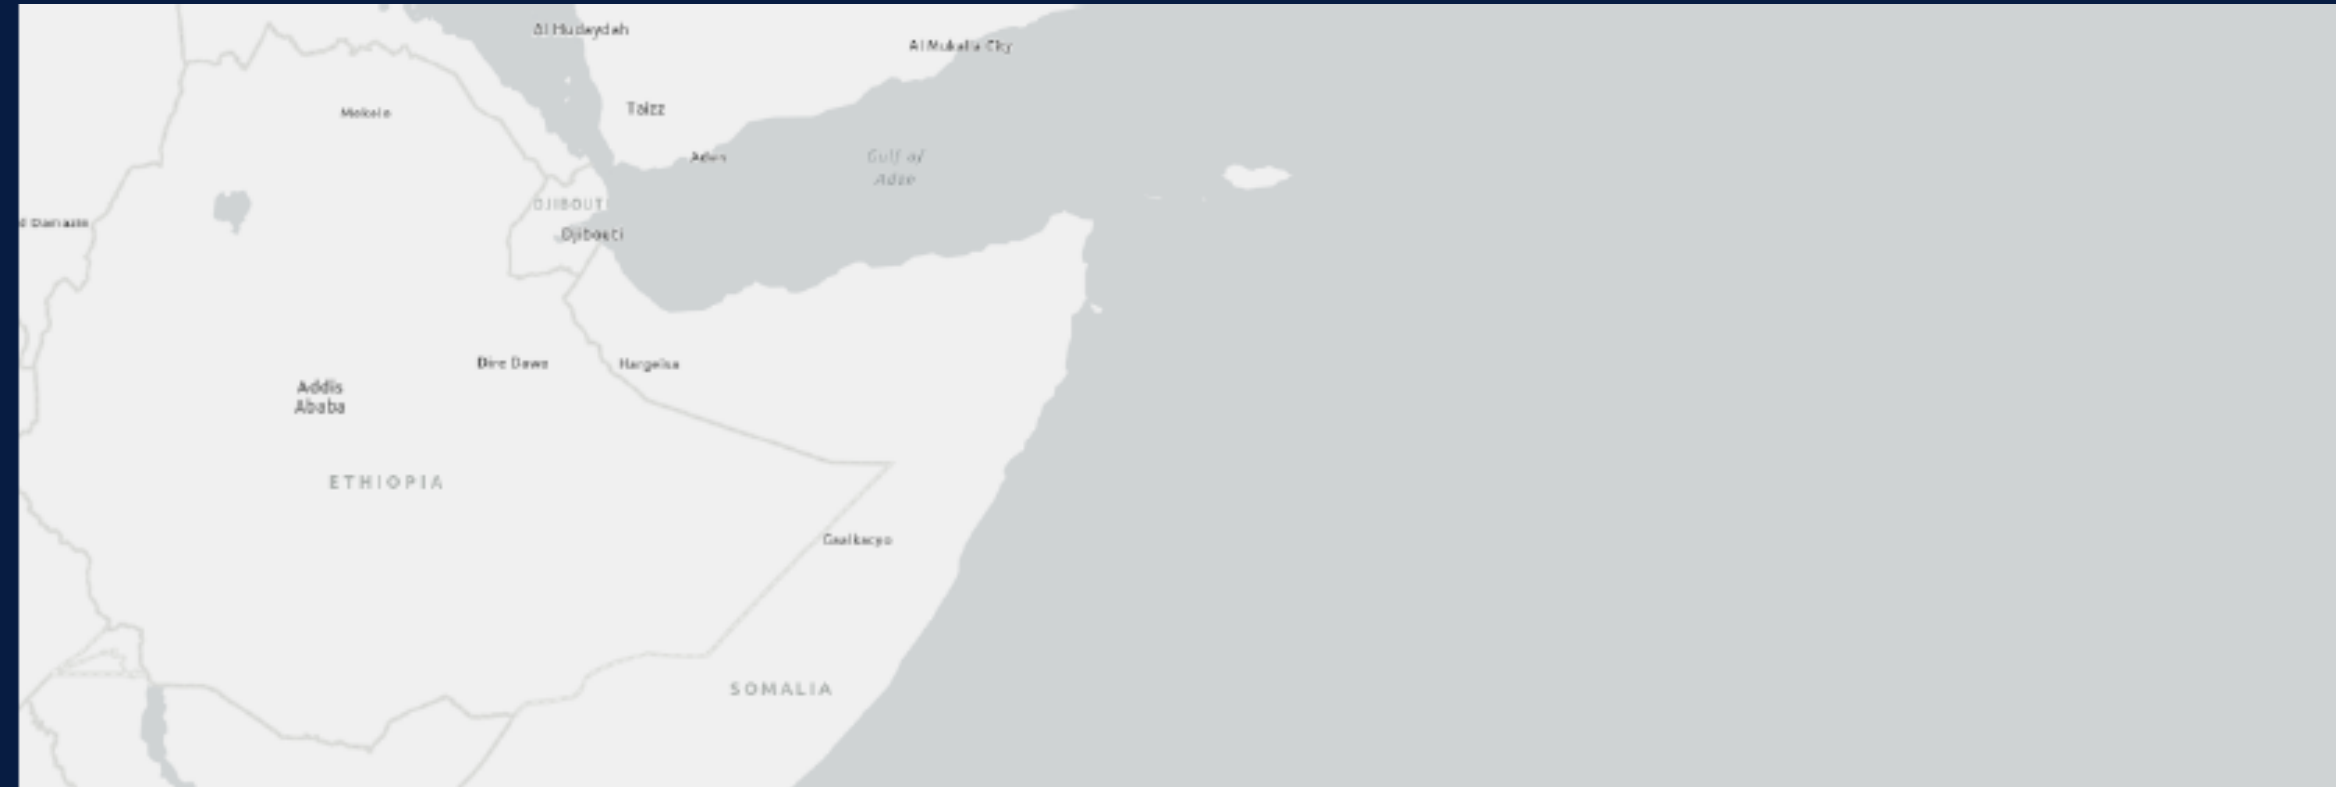 Al Hudaydah
Al Mukalla City
Mekele
Taizz
Aden
Gulf of
Aden
DJIBOUTI
Djibouti
d Damazin
Dire Dawa
Hargeisa
Addis
Ababa
ETHIOPIA
Gaalkacyo
SOMALIA